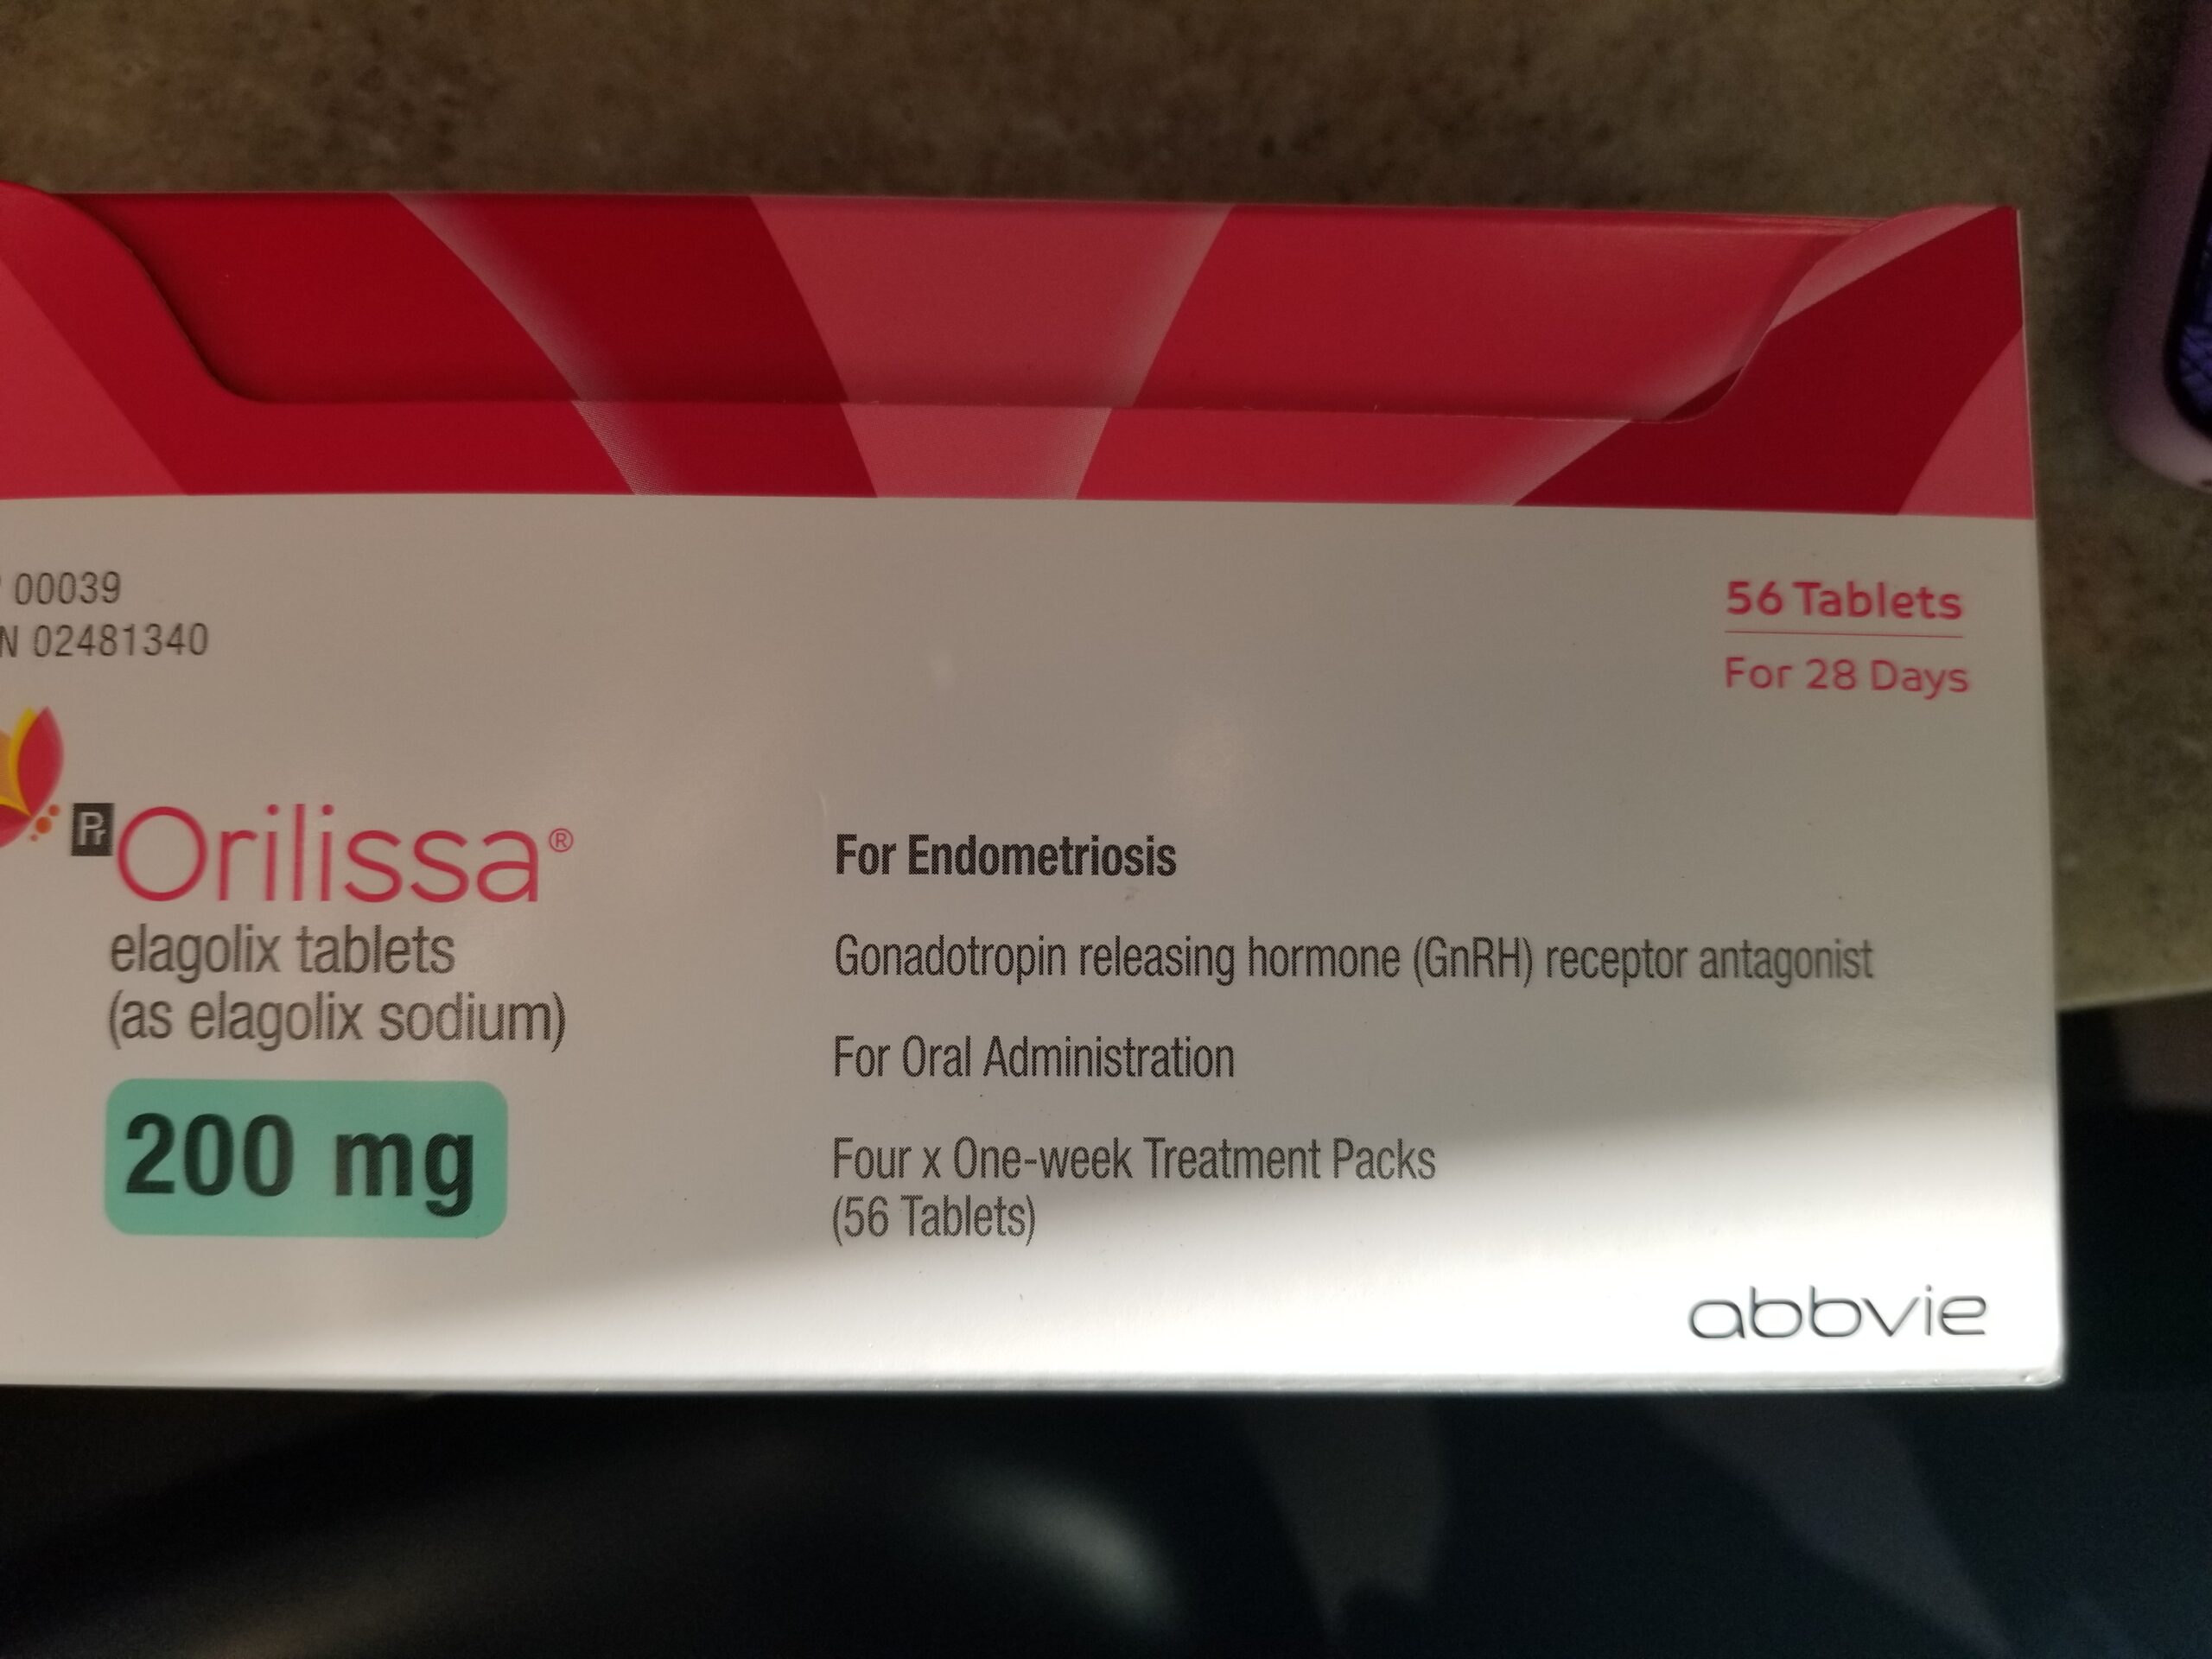 00039
N 02481340
56 Tablets
For 28 Days
Pr Orilissa®
elagolix tablets
(as elagolix sodium)
200 mg
For Endometriosis
Gonadotropin releasing hormone (GnRH) receptor antagonist
For Oral Administration
Four x One-week Treatment Packs
(56 Tablets)
abbvie